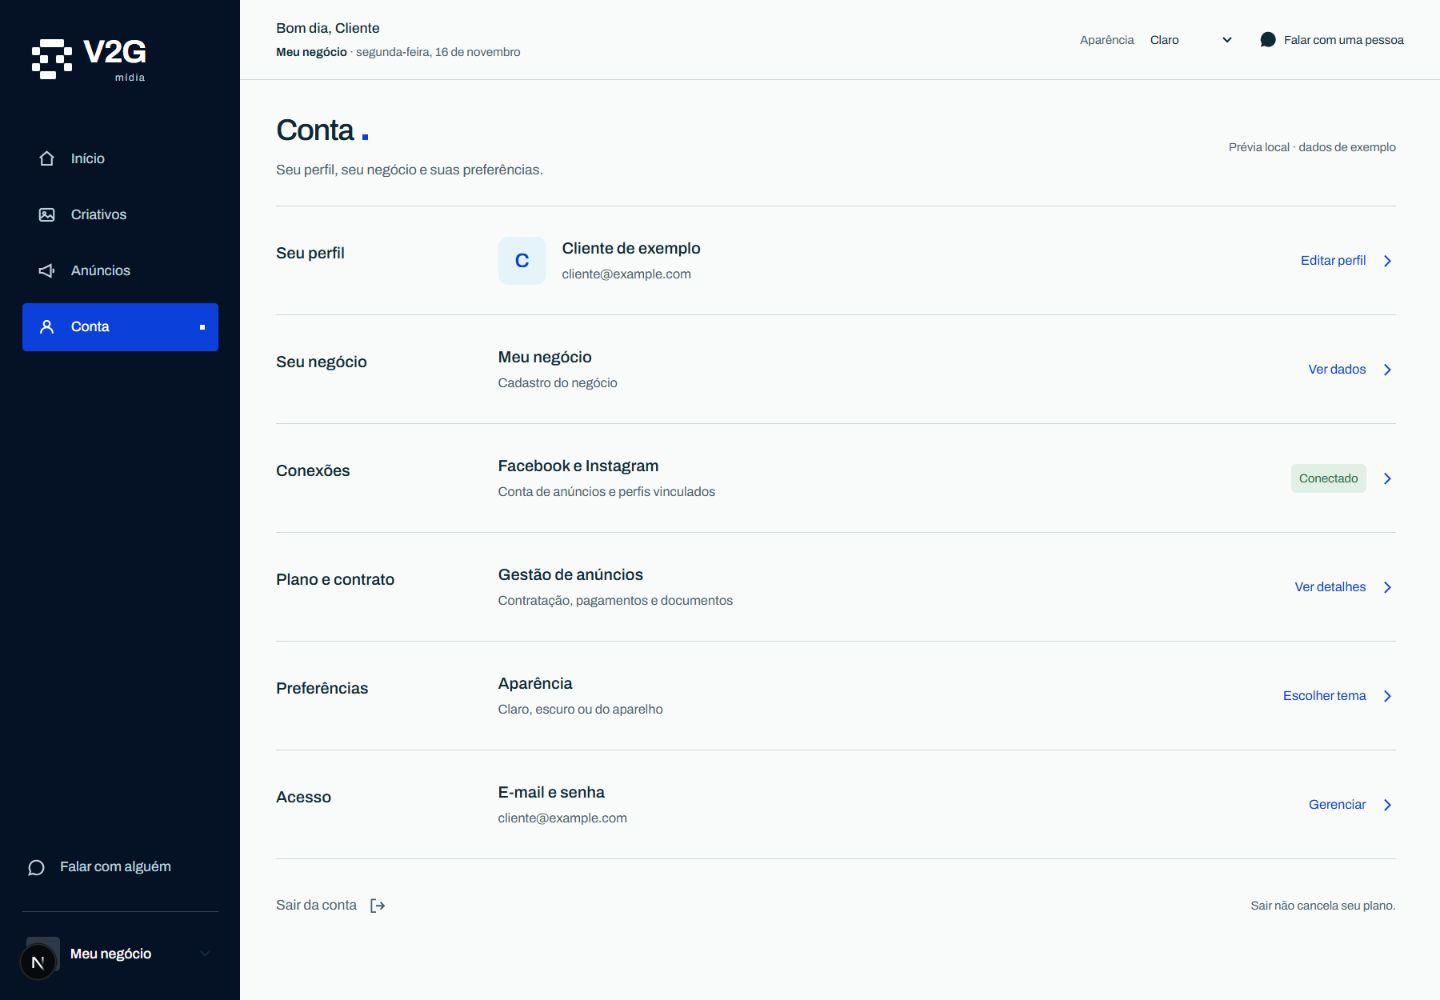 V2G
mídia
Início
Criativos
Anúncios
Conta
Falar com alguém
Meu negócio
N
Bom dia, Cliente
Meu negócio · segunda-feira, 16 de novembro
Aparência Claro
Falar com uma pessoa
Conta .
Seu perfil, seu negócio e suas preferências.
Prévia local · dados de exemplo
Seu perfil
C
Cliente de exemplo
cliente@example.com
Editar perfil
Seu negócio
Meu negócio
Cadastro do negócio
Ver dados
Conexões
Facebook e Instagram
Conta de anúncios e perfis vinculados
Conectado
Plano e contrato
Gestão de anúncios
Contratação, pagamentos e documentos
Ver detalhes
Preferências
Aparência
Claro, escuro ou do aparelho
Escolher tema
Acesso
E-mail e senha
cliente@example.com
Gerenciar
Sair da conta
Sair não cancela seu plano.